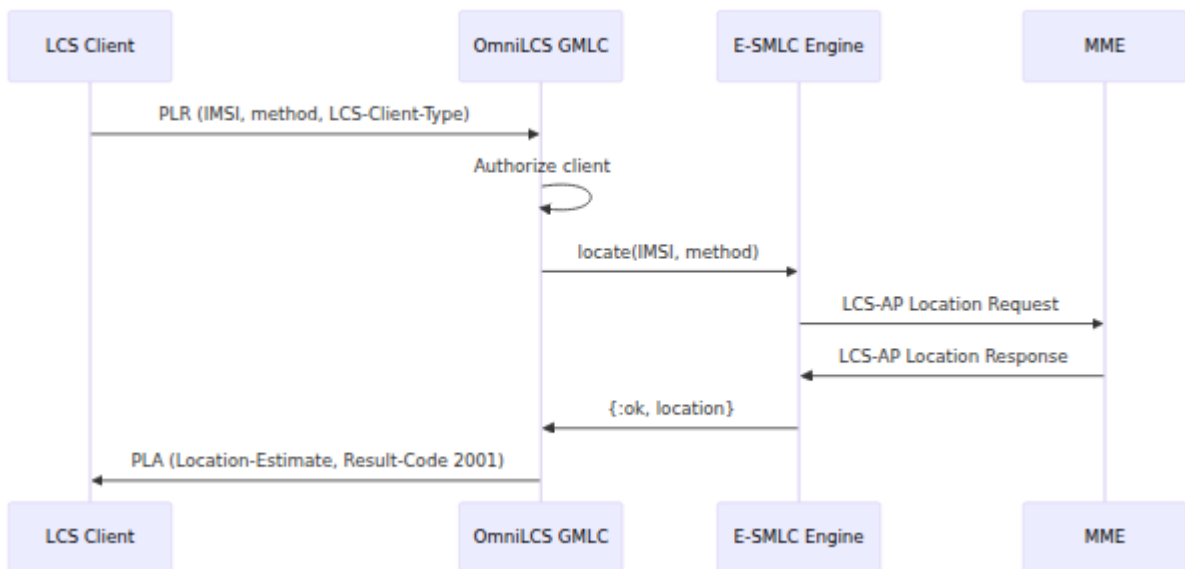 LCS Client
OmniLCS GMLC
E-SMLC Engine
MME
PLR (IMSI, method, LCS-Client-Type)
Authorize client
locate(IMSI, method)
LCS-AP Location Request
LCS-AP Location Response
{:ok, location}
PLA (Location-Estimate, Result-Code 2001)
LCS Client
OmniLCS GMLC
E-SMLC Engine
MME